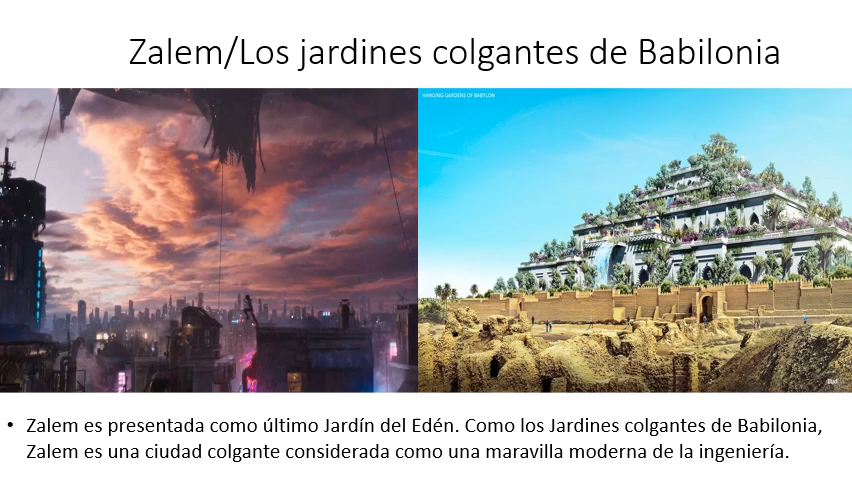 Zalem/Los jardines colgantes de Babilonia
HANGING GARDENS OF BABYLON
• Zalem es presentada como último Jardín del Edén. Como los Jardines colgantes de Babilonia,
Zalem es una ciudad colgante considerada como una maravilla moderna de la ingeniería.